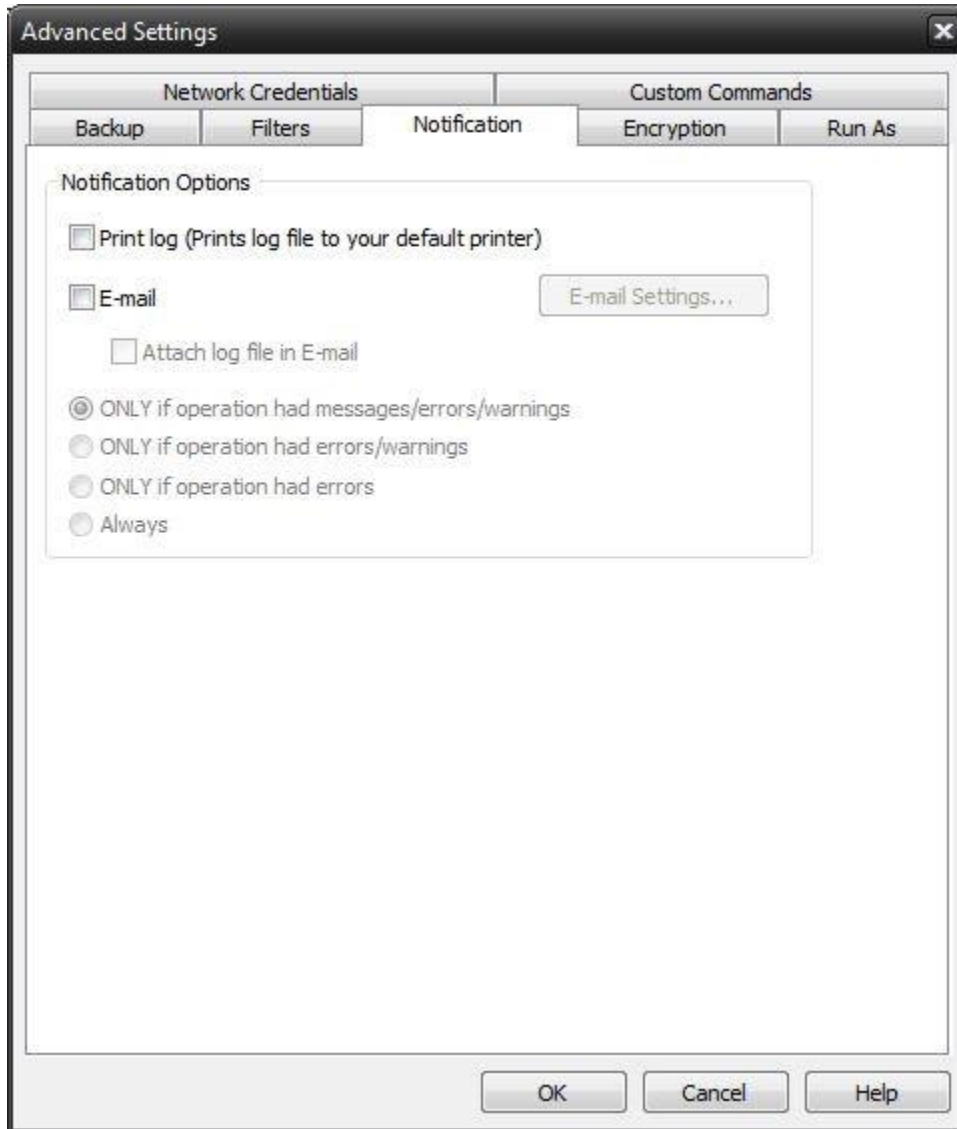 Advanced Settings
Network Credentials
Custom Commands
Backup
Filters
Notification
Encryption
Run As
Notification Options
Print log (Prints log file to your default printer)
E-mail
E-mail Settings...
Attach log file in E-mail
ONLY if operation had messages/errors/warnings
ONLY if operation had errors/warnings
ONLY if operation had errors
Always
OK
Cancel
Help